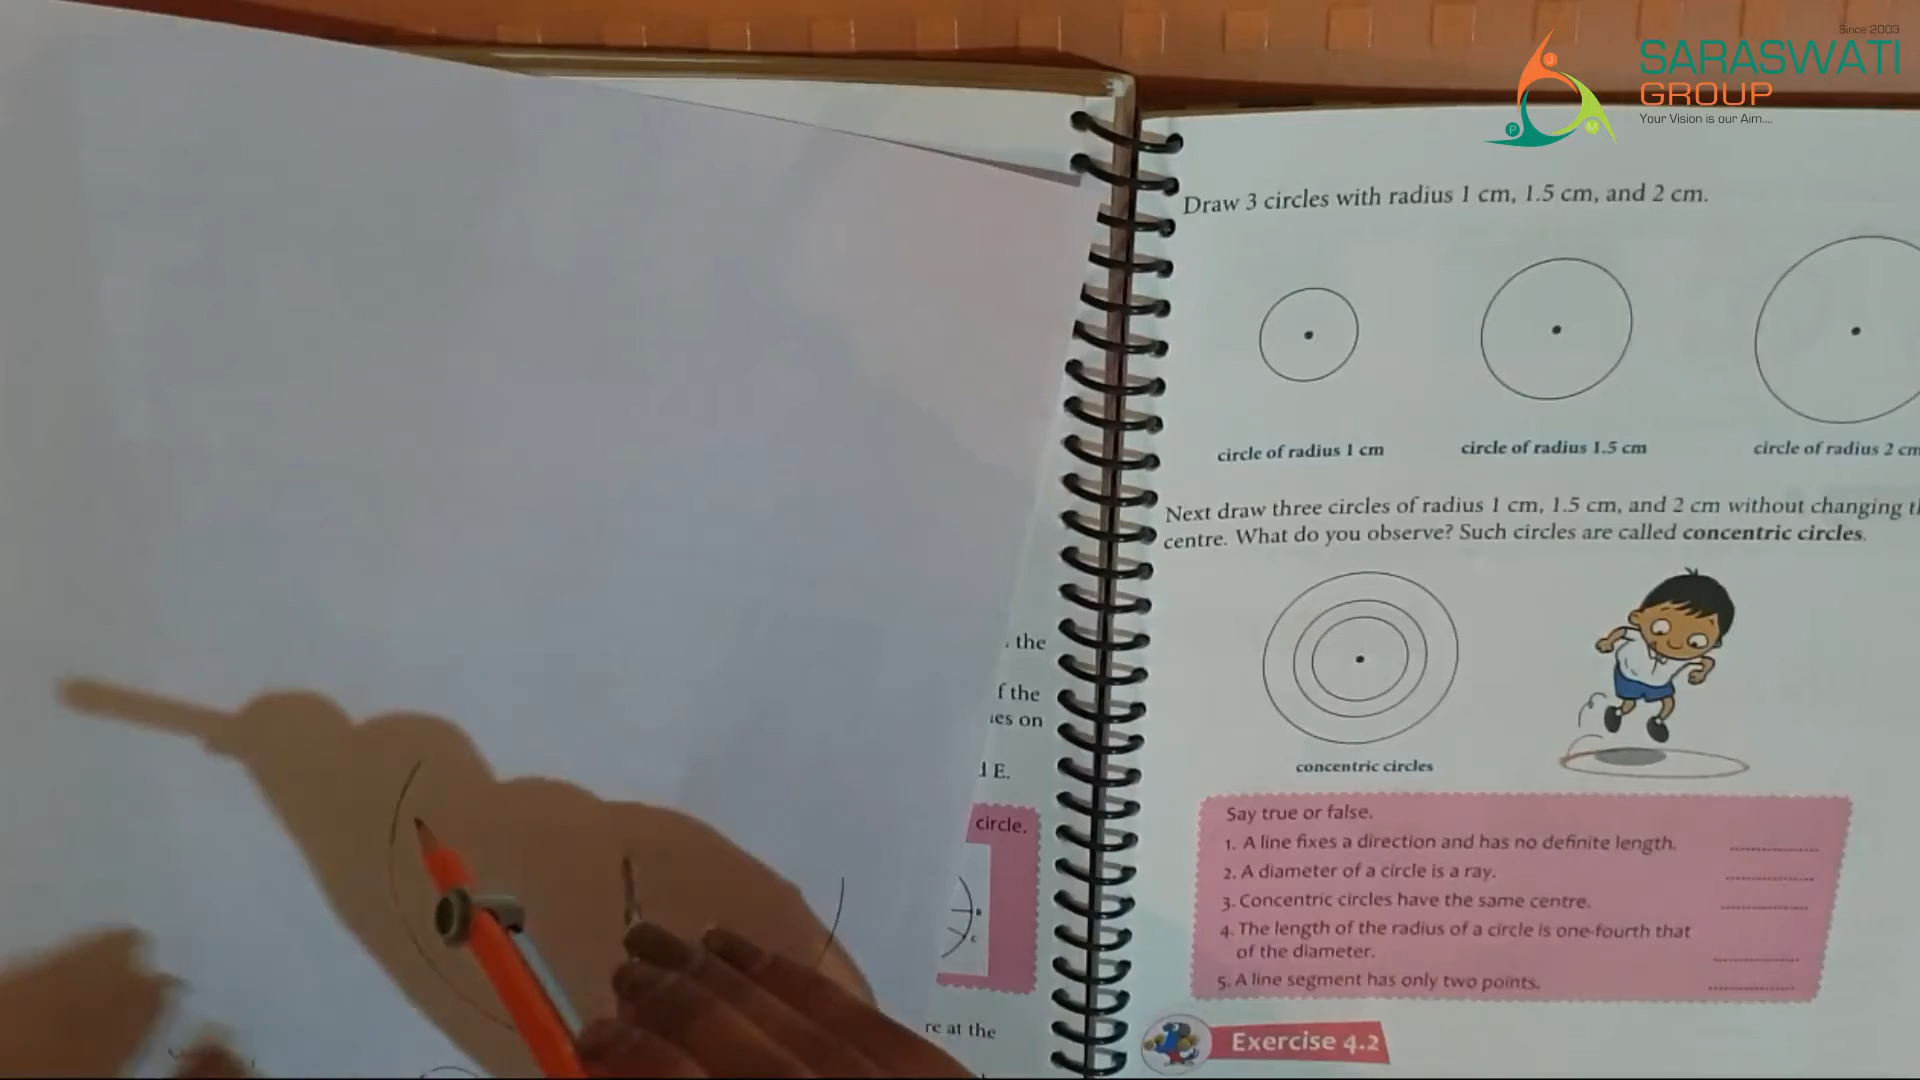 Since 2003
SARASWATI
GROUP
Your Vision is our Aim....
J
P
M
. the
f the
es on
d E.
circle.
re at the
Draw 3 circles with radius 1 cm, 1.5 cm, and 2 cm.
circle of radius 1 cm
circle of radius 1.5 cm
circle of radius 2 cm
Next draw three circles of radius 1 cm, 1.5 cm, and 2 cm without changing th
centre. What do you observe? Such circles are called concentric circles.
concentric circles
Say true or false.
1. A line fixes a direction and has no definite length. ....................
2. A diameter of a circle is a ray. ....................
3. Concentric circles have the same centre. ....................
4. The length of the radius of a circle is one-fourth that
of the diameter. ....................
5. A line segment has only two points. ....................
Exercise 4.2